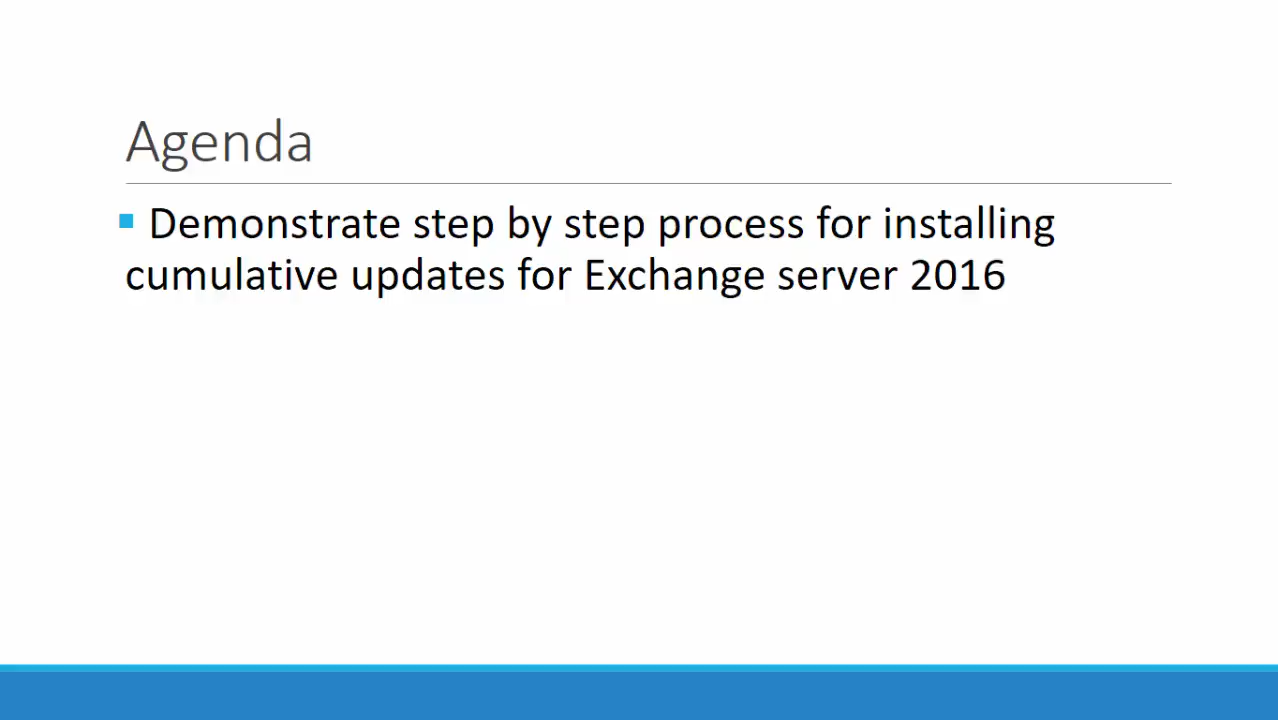 Agenda
Demonstrate step by step process for installing
cumulative updates for Exchange server 2016